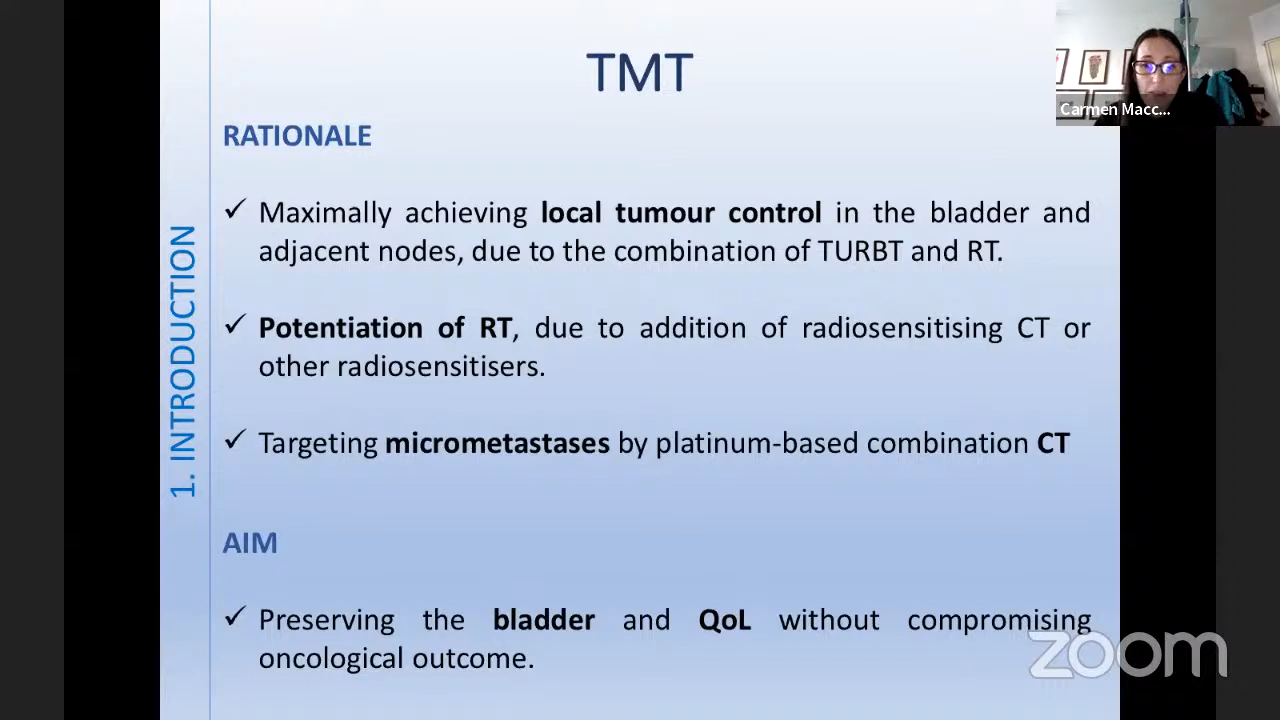 TMT
Carmen Macc...
RATIONALE
✓ Maximally achieving local tumour control in the bladder and
adjacent nodes, due to the combination of TURBT and RT.
✓ Potentiation of RT, due to addition of radiosensitising CT or
other radiosensitisers.
✓ Targeting micrometastases by platinum-based combination CT
1. INTRODUCTION
AIM
✓ Preserving the bladder and QoL without compromising
oncological outcome.
zoom